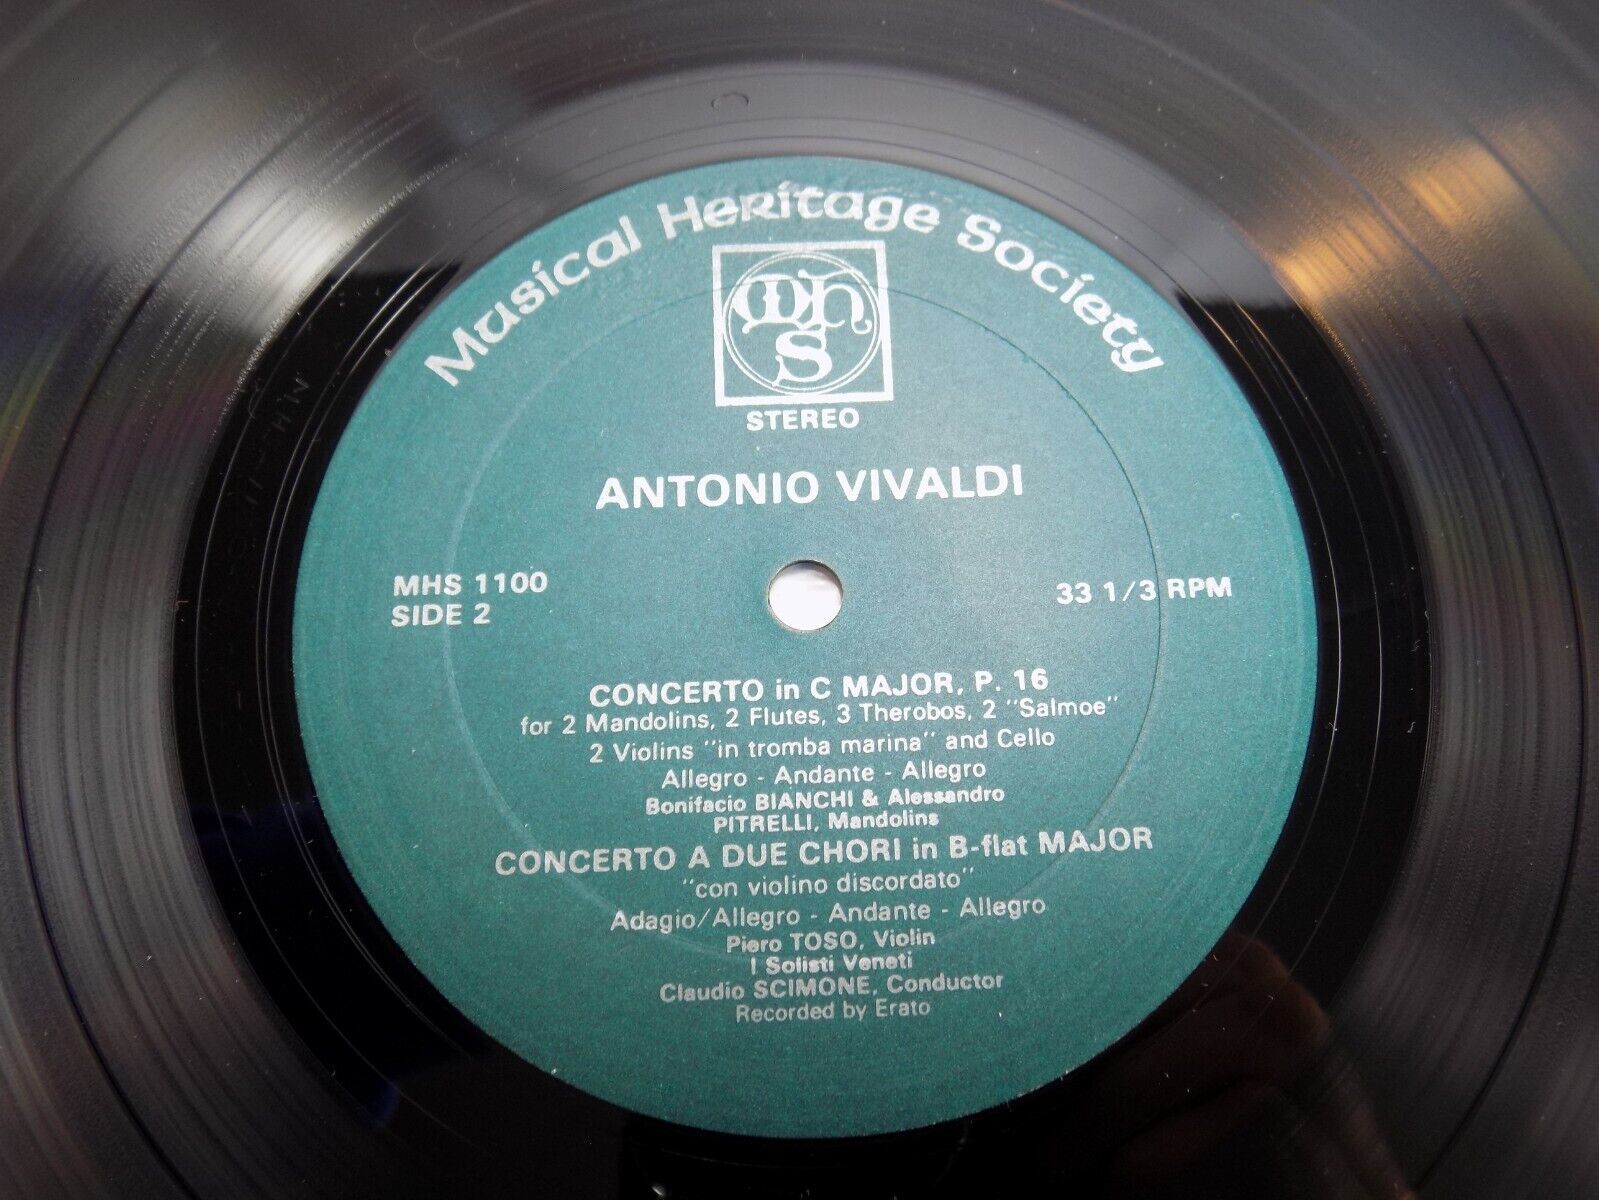 Musical Heritage Society
mhs
STEREO
ANTONIO VIVALDI
MHS 1100
SIDE 2
33 1/3 RPM
CONCERTO in C MAJOR, P. 16
for 2 Mandolins, 2 Flutes, 3 Therobos, 2 "Salmoe"
2 Violins "in tromba marina" and Cello
Allegro - Andante - Allegro
Bonifacio BIANCHI & Alessandro
PITRELLI, Mandolins
CONCERTO A DUE CHORI in B-flat MAJOR
"con violino discordato"
Adagio/Allegro - Andante - Allegro
Piero TOSO, Violin
I Solisti Veneti
Claudio SCIMONE, Conductor
Recorded by Erato